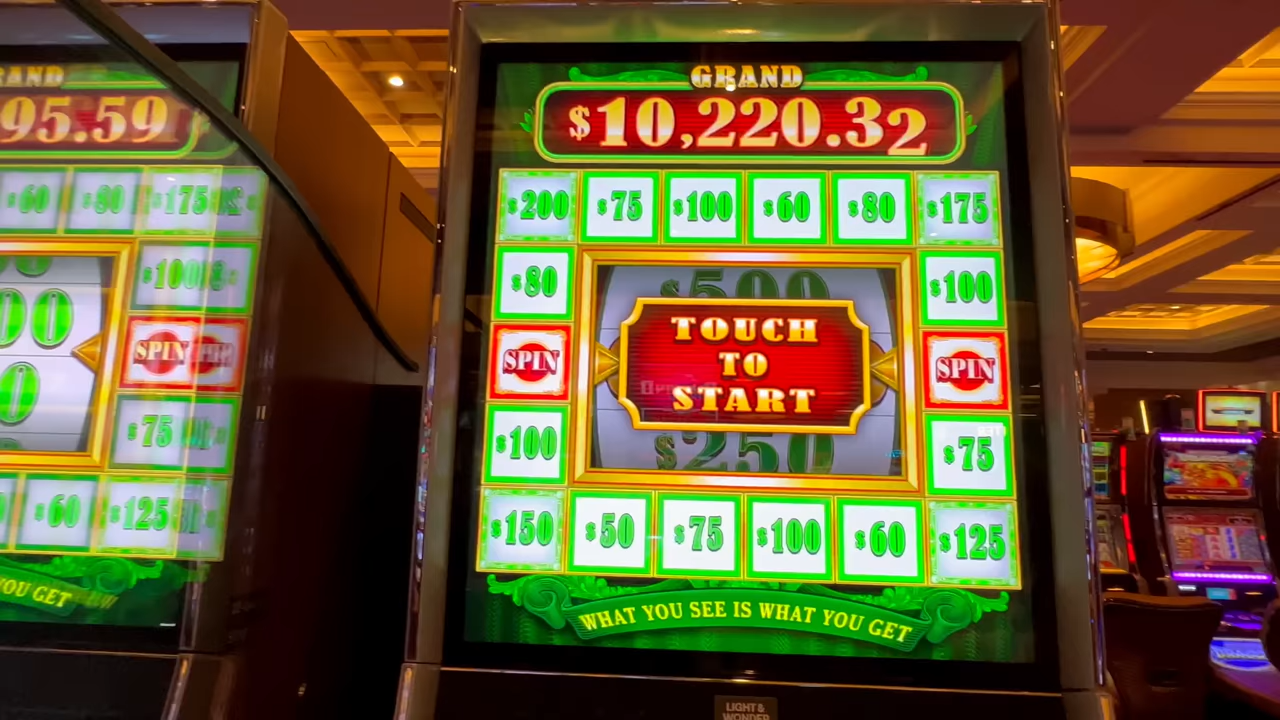 GRAND
$10,220.32
$200 $75 $100 $60 $80 $175
$80 $500 $100
SPIN TOUCH SPIN
TO
START
$100 $250 $75
$150 $50 $75 $100 $60 $125
WHAT YOU SEE IS WHAT YOU GET
LIGHT &
WONDER
95.59
$60 $80 $175
$100
SPIN
$75
$60 $125
YOU GET